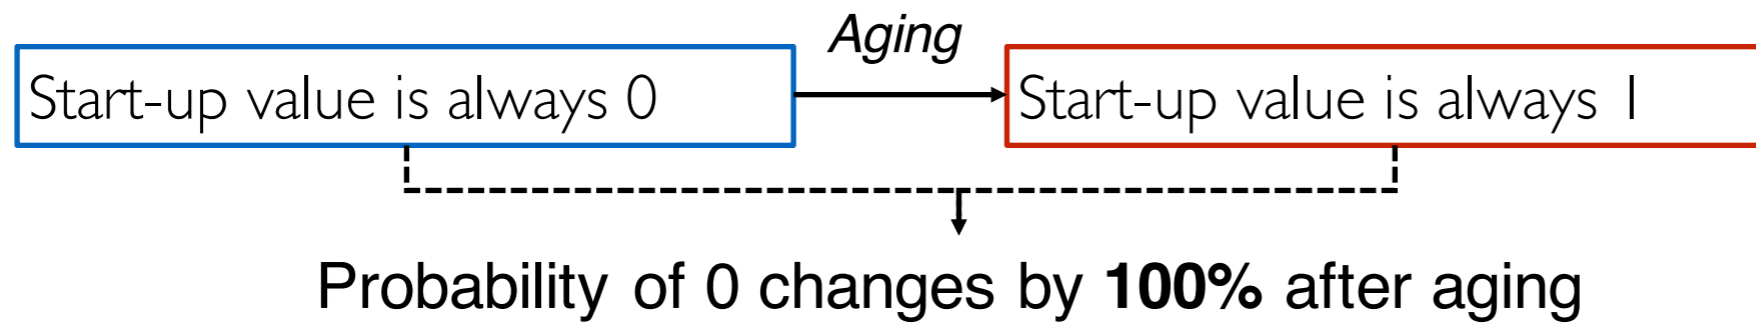 Aging
Start-up value is always 0
Start-up value is always 1
Probability of 0 changes by 100% after aging